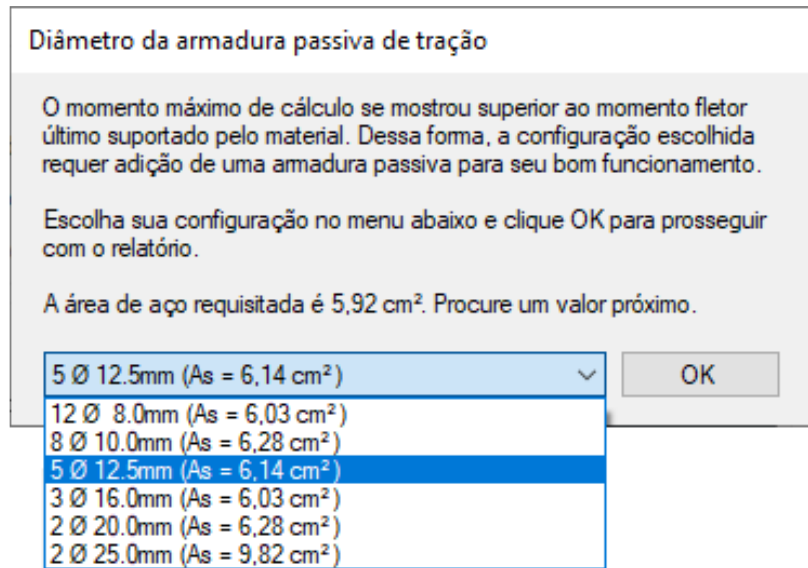 Diâmetro da armadura passiva de tração
O momento máximo de cálculo se mostrou superior ao momento fletor
último suportado pelo material. Dessa forma, a configuração escolhida
requer adição de uma armadura passiva para seu bom funcionamento.
Escolha sua configuração no menu abaixo e clique OK para prosseguir
com o relatório.
A área de aço requisitada é 5,92 cm². Procure um valor próximo.
5 Ø 12.5mm (As = 6,14 cm²)
OK
12 Ø  8.0mm (As = 6,03 cm²)
8 Ø 10.0mm (As = 6,28 cm²)
5 Ø 12.5mm (As = 6,14 cm²)
3 Ø 16.0mm (As = 6,03 cm²)
2 Ø 20.0mm (As = 6,28 cm²)
2 Ø 25.0mm (As = 9,82 cm²)